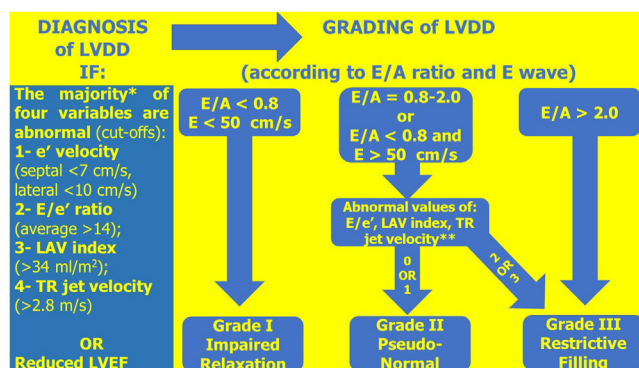 DIAGNOSIS
of LVDD
IF:
GRADING of LVDD
(according to E/A ratio and E wave)
The majority* of
four variables are
abnormal (cut-offs):
1- e′ velocity
(septal <7 cm/s,
lateral <10 cm/s)
2- E/e′ ratio
(average >14);
3- LAV index
(>34 ml/m²);
4- TR jet velocity
(>2.8 m/s)
OR
Reduced LVEF
E/A < 0.8
E < 50 cm/s
E/A = 0.8-2.0
or
E/A < 0.8 and
E > 50 cm/s
E/A > 2.0
Abnormal values of:
E/e′, LAV index, TR
jet velocity**
0
OR
1
2
OR
3
Grade I
Impaired
Relaxation
Grade II
Pseudo-
Normal
Grade III
Restrictive
Filling